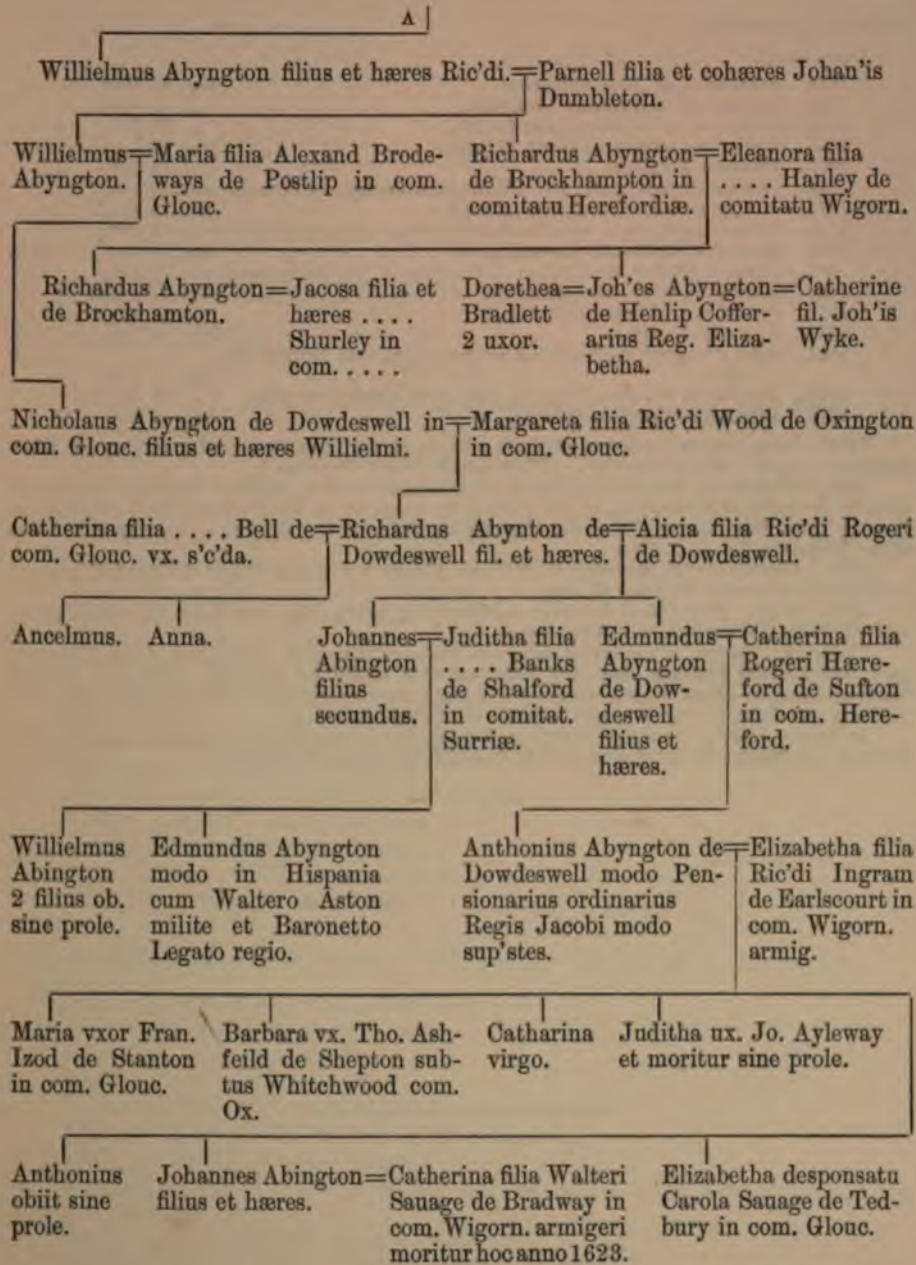 A
Willielmus Abyngton filius et hæres Ric'di.=Parnell filia et cohæres Johan'is
Dumbleton.
Willielmus=Maria filia Alexand Brode-
Abyngton. ways de Postlip in com.
Glouc.
Richardus Abyngton=Eleanora filia
de Brockhampton in .... Hanley de
comitatu Herefordiæ. comitatu Wigorn.
Richardus Abyngton=Jacosa filia et
de Brockhamton. hæres ....
Shurley in
com. ....
Dorethea=Joh'es Abyngton=Catherine
Bradlett de Henlip Coffer- fil. Joh'is
2 uxor. arius Reg. Eliza- Wyke.
betha.
Nicholaus Abyngton de Dowdeswell in=Margareta filia Ric'di Wood de Oxington
com. Glouc. filius et hæres Willielmi. in com. Glouc.
Catherina filia .... Bell de=Richardus Abynton de=Alicia filia Ric'di Rogeri
com. Glouc. vx. s'c'da. Dowdeswell fil. et hæres. de Dowdeswell.
Ancelmus. Anna.
Johannes=Juditha filia
Abington .... Banks
filius de Shalford
secundus. in comitat.
Surriæ.
Edmundus=Catherina filia
Abyngton Rogeri Hære-
de Dow- ford de Sufton
deswell in com. Here-
filius et ford.
hæres.
Willielmus
Abington
2 filius ob.
sine prole.
Edmundus Abyngton
modo in Hispania
cum Waltero Aston
milite et Baronetto
Legato regio.
Anthonius Abyngton de=Elizabetha filia
Dowdeswell modo Pen- Ric'di Ingram
sionarius ordinarius de Earlscourt in
Regis Jacobi modo com. Wigorn.
sup'stes. armig.
Maria vxor Fran.
Izod de Stanton
in com. Glouc.
Barbara vx. Tho. Ash-
feild de Shepton sub-
tus Whitchwood com.
Ox.
Catharina
virgo.
Juditha ux. Jo. Ayleway
et moritur sine prole.
Anthonius
obiit sine
prole.
Johannes Abington=Catherina filia Walteri
filius et hæres. Sauage de Bradway in
com. Wigorn. armigeri
moritur hoc anno 1623.
Elizabetha desponsatu
Carola Sauage de Ted-
bury in com. Glouc.